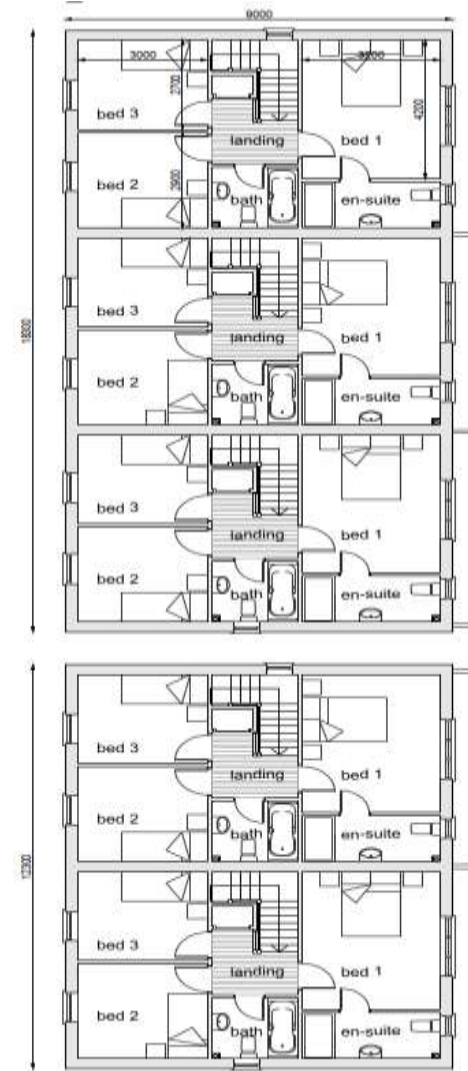 9000
3000
2700
3200
4200
bed 3
landing
bed 1
bed 2
2900
bath
en-suite
bed 3
landing
bed 1
bed 2
bath
en-suite
18300
bed 3
landing
bed 1
bed 2
bath
en-suite
bed 3
landing
bed 1
bed 2
bath
en-suite
12300
bed 3
landing
bed 1
bed 2
bath
en-suite